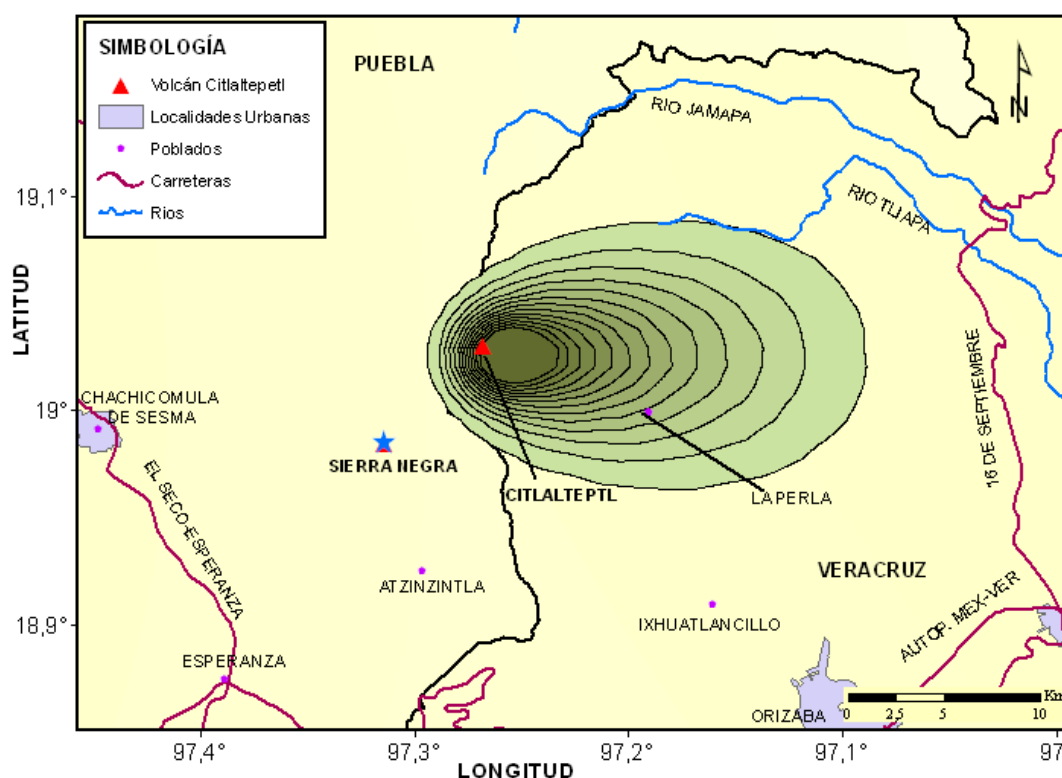 SIMBOLOGÍA
Volcán Citlaltepetl
Localidades Urbanas
Poblados
Carreteras
Ríos
PUEBLA
N
RIO JAMAPA
RIO TLIAPA
19,1°
LATITUD
19°
18,9°
CHACHICOMULA
DE SESMA
SIERRA NEGRA
CITLALTEPTL
LA PERLA
16 DE SEPTIEMBRE
EL SECO-ESPERANZA
ATZINZINTLA
VERACRUZ
IXHUATLANCILLO
AUTOP. MEX-VER
ESPERANZA
ORIZABA
Km
0 2,5 5 10
97,4° 97,3° 97,2° 97,1° 97
LONGITUD